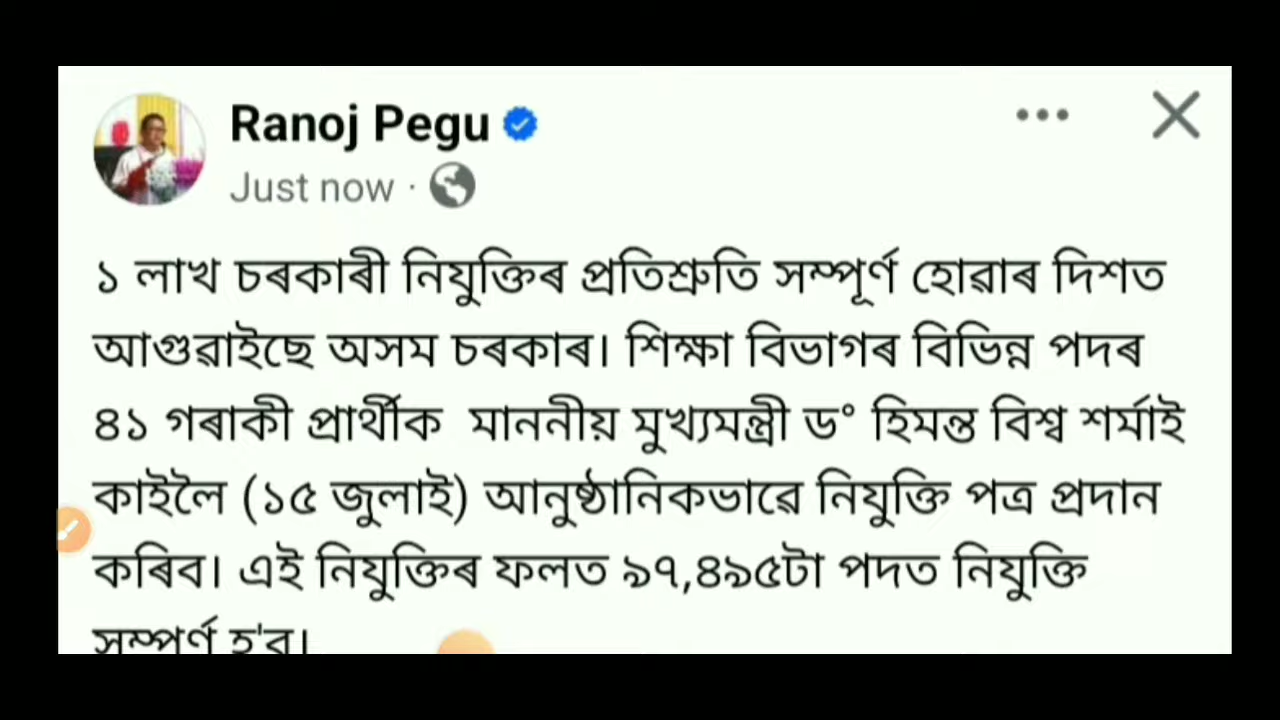 Ranoj Pegu
Just now ·
১ লাখ চৰকাৰী নিযুক্তিৰ প্ৰতিশ্ৰুতি সম্পূৰ্ণ হোৱাৰ দিশত
আগুৱাইছে অসম চৰকাৰ। শিক্ষা বিভাগৰ বিভিন্ন পদৰ
৪১ গৰাকী প্ৰাৰ্থীক মাননীয় মুখ্যমন্ত্ৰী ড° হিমন্ত বিশ্ব শৰ্মাই
কাইলৈ (১৫ জুলাই) আনুষ্ঠানিকভাৱে নিযুক্তি পত্ৰ প্ৰদান
কৰিব। এই নিযুক্তিৰ ফলত ৯৭,৪৯৫টা পদত নিযুক্তি
সম্পৰ্ণ হ'ব।